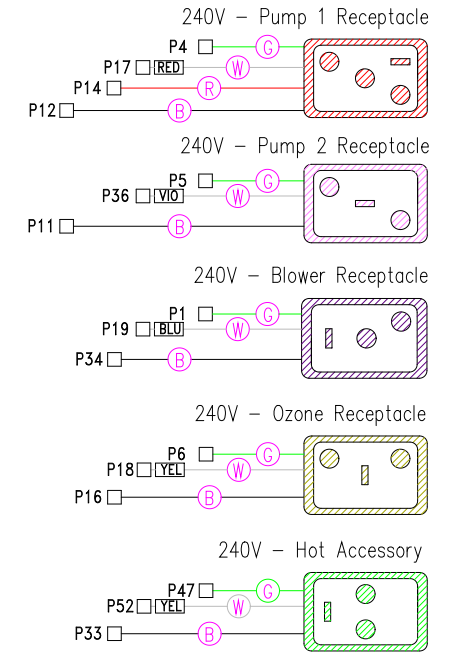 240V - Pump 1 Receptacle
P4 G
P17 RED W
P14 R
P12 B
240V - Pump 2 Receptacle
P5 G
P36 VIO W
P11 B
240V - Blower Receptacle
P1 G
P19 BLU W
P34 B
240V - Ozone Receptacle
P6 G
P18 YEL W
P16 B
240V - Hot Accessory
P47 G
P52 YEL W
P33 B